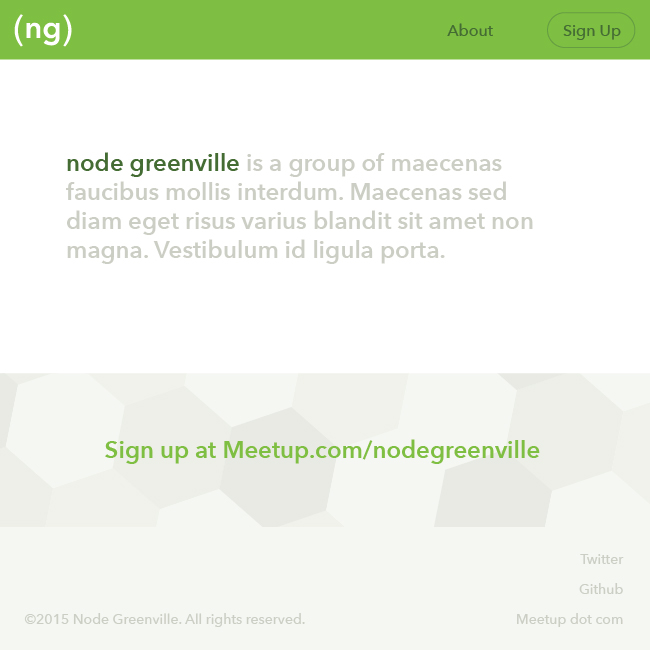 (ng)
About
Sign Up
node greenville is a group of maecenas
faucibus mollis interdum. Maecenas sed
diam eget risus varius blandit sit amet non
magna. Vestibulum id ligula porta.
Sign up at Meetup.com/nodegreenville
Twitter
Github
©2015 Node Greenville. All rights reserved.
Meetup dot com